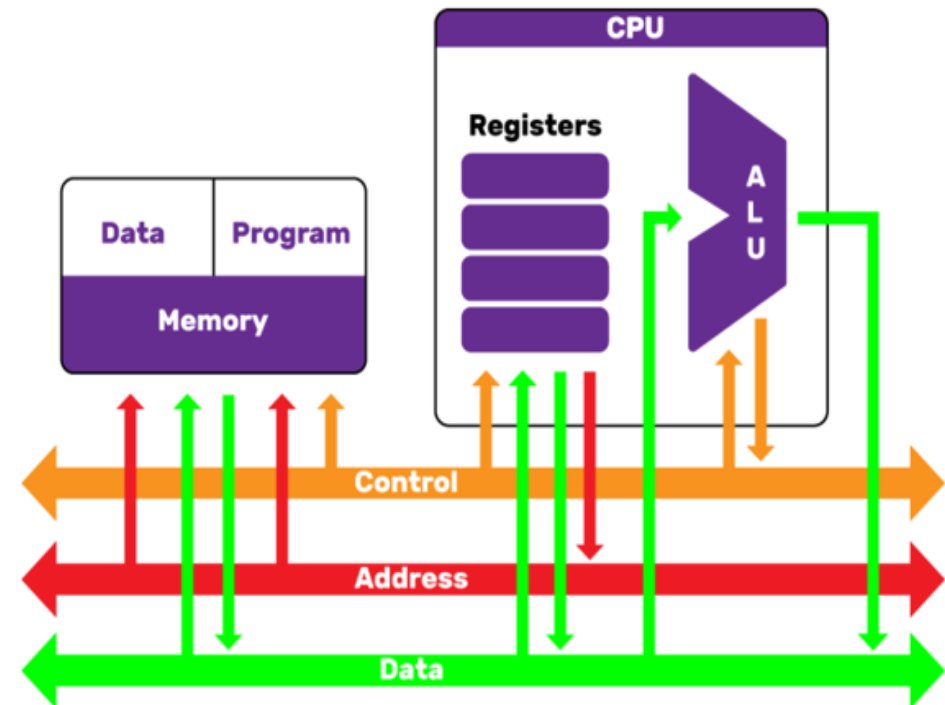 CPU
Registers
A
L
U
Data Program
Memory
Control
Address
Data